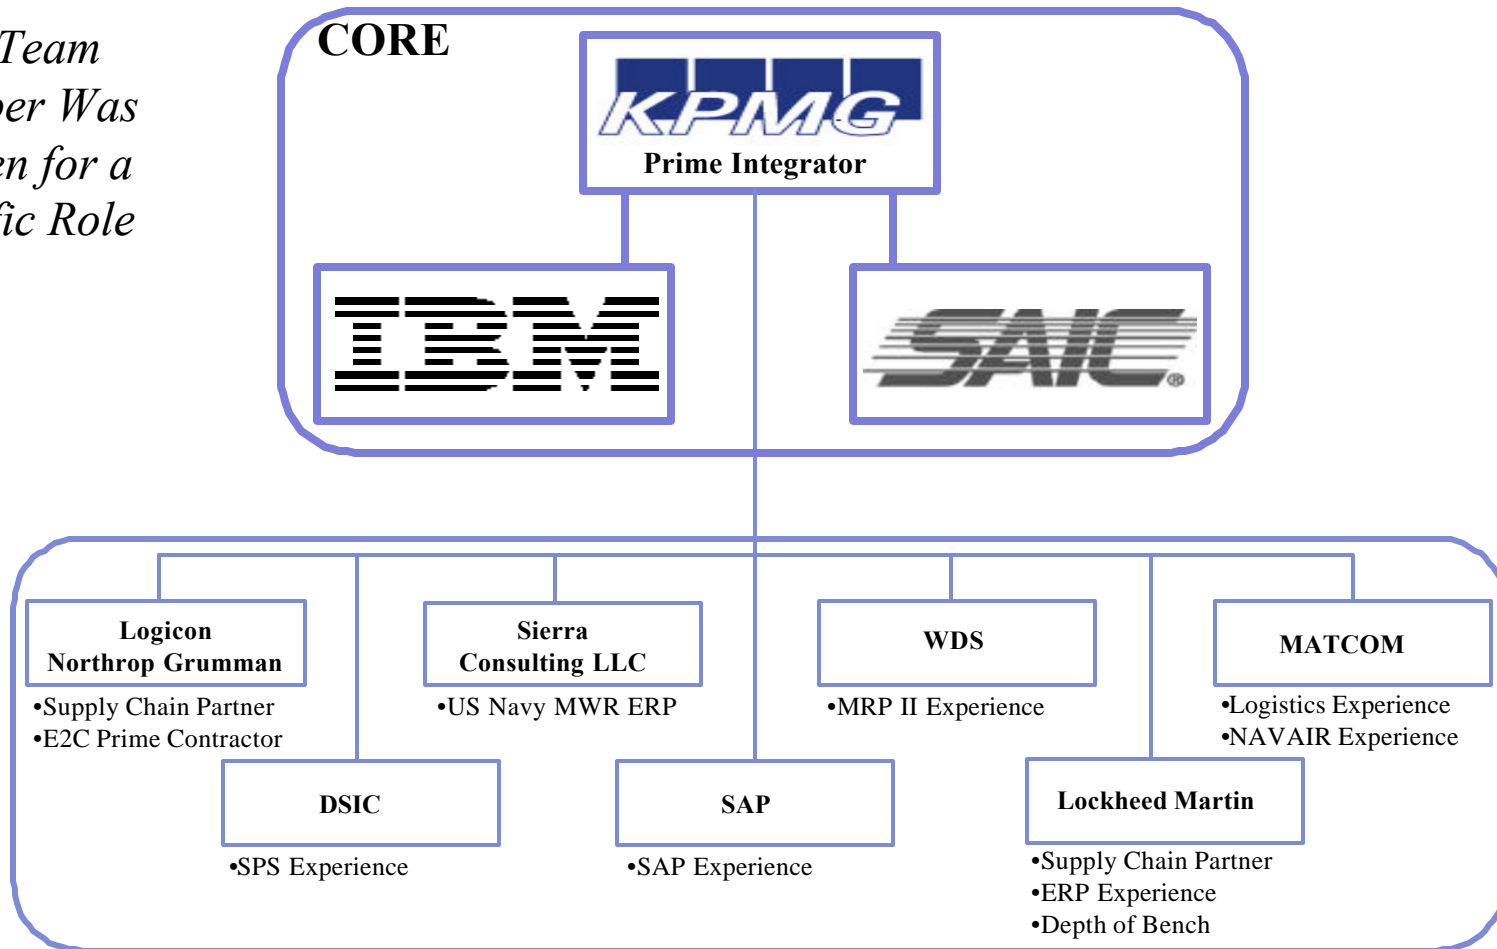 Team
ber Was
en for a
fic Role
CORE
KPMG
Prime Integrator
IBM
SAIC®
Logicon
Northrop Grumman
•Supply Chain Partner
•E2C Prime Contractor
Sierra
Consulting LLC
•US Navy MWR ERP
WDS
•MRP II Experience
MATCOM
•Logistics Experience
•NAVAIR Experience
DSIC
•SPS Experience
SAP
•SAP Experience
Lockheed Martin
•Supply Chain Partner
•ERP Experience
•Depth of Bench